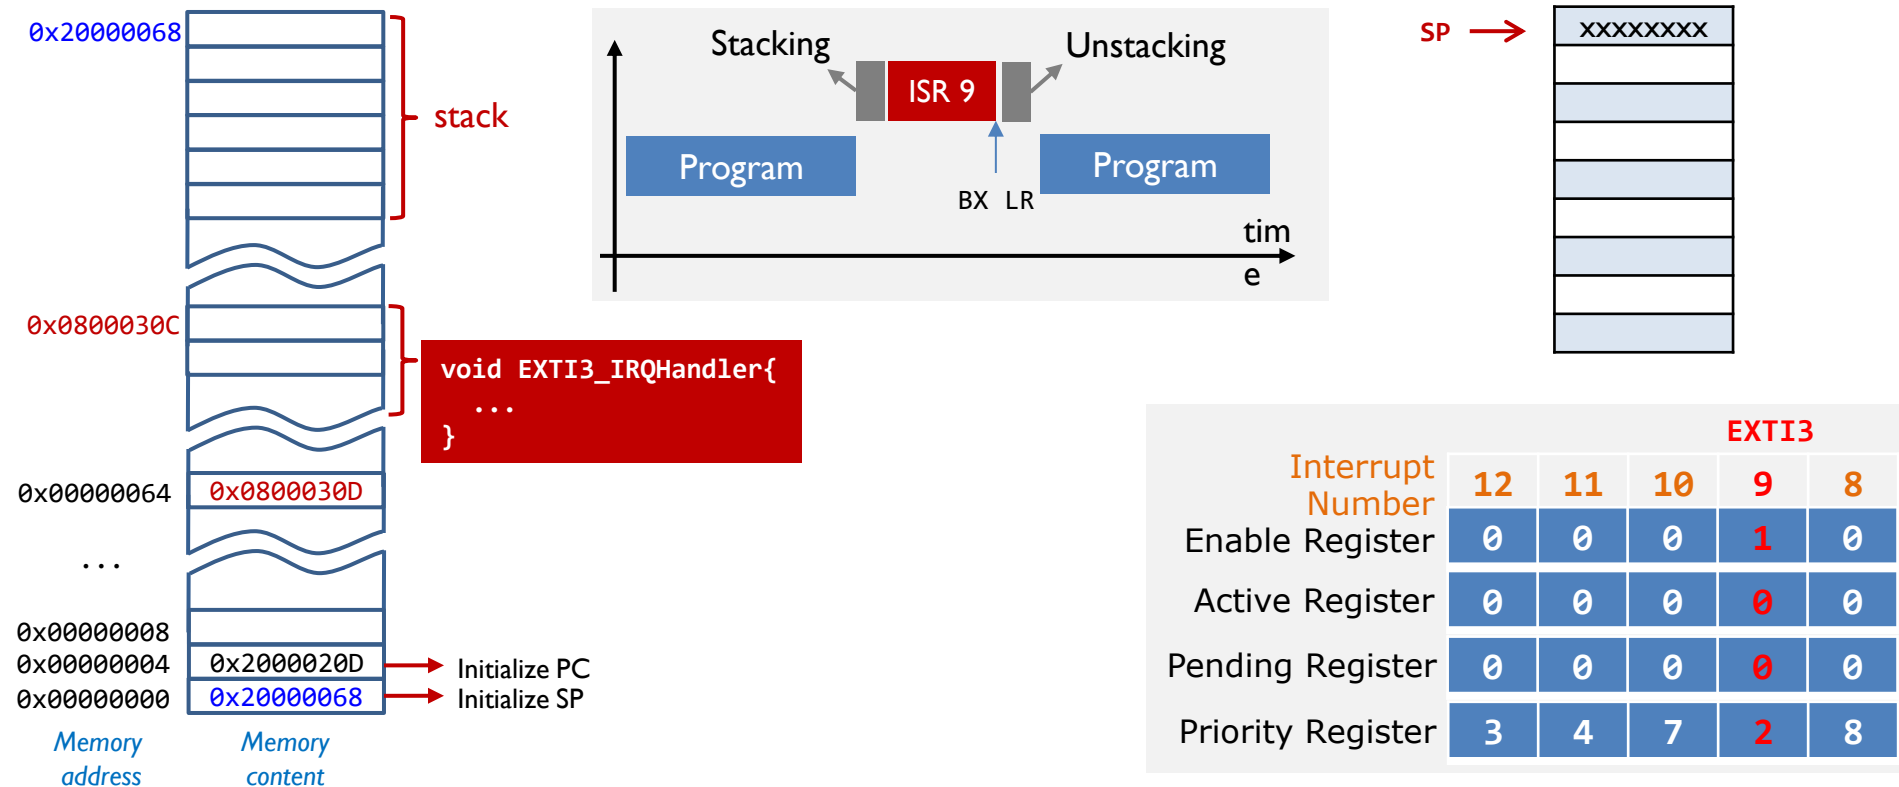 0x20000068
stack
0x0800030C
void EXTI3_IRQHandler{
...
}
0x00000064 0x0800030D
...
0x00000008
0x00000004 0x2000020D Initialize PC
0x00000000 0x20000068 Initialize SP
Memory address
Memory content
Stacking
Unstacking
ISR 9
Program
Program
BX LR
tim
e
SP
xxxxxxxx
EXTI3
Interrupt
Number 12 11 10 9 8
Enable Register 0 0 0 1 0
Active Register 0 0 0 0 0
Pending Register 0 0 0 0 0
Priority Register 3 4 7 2 8